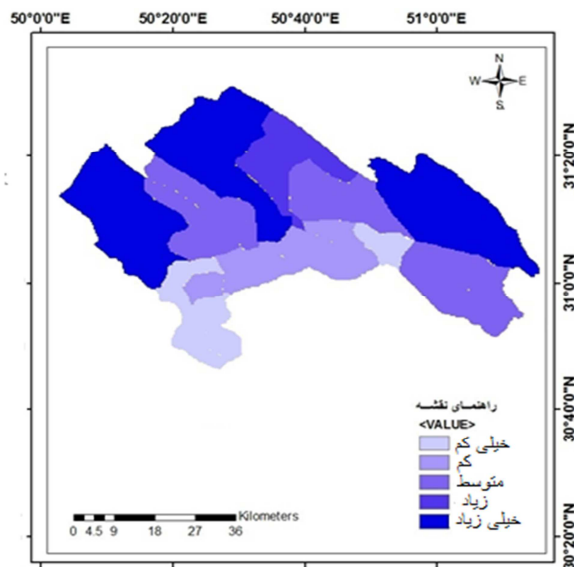 50°0'0"E 50°20'0"E 50°40'0"E 51°0'0"E
N
W E
S
31°20'0"N
31°0'0"N
30°40'0"N
30°20'0"N
راهنمـای نقشـــه
<VALUE>
خیلی کم
کم
متوسط
زیاد
خیلی زیاد
Kilometers
0 4.5 9 18 27 36